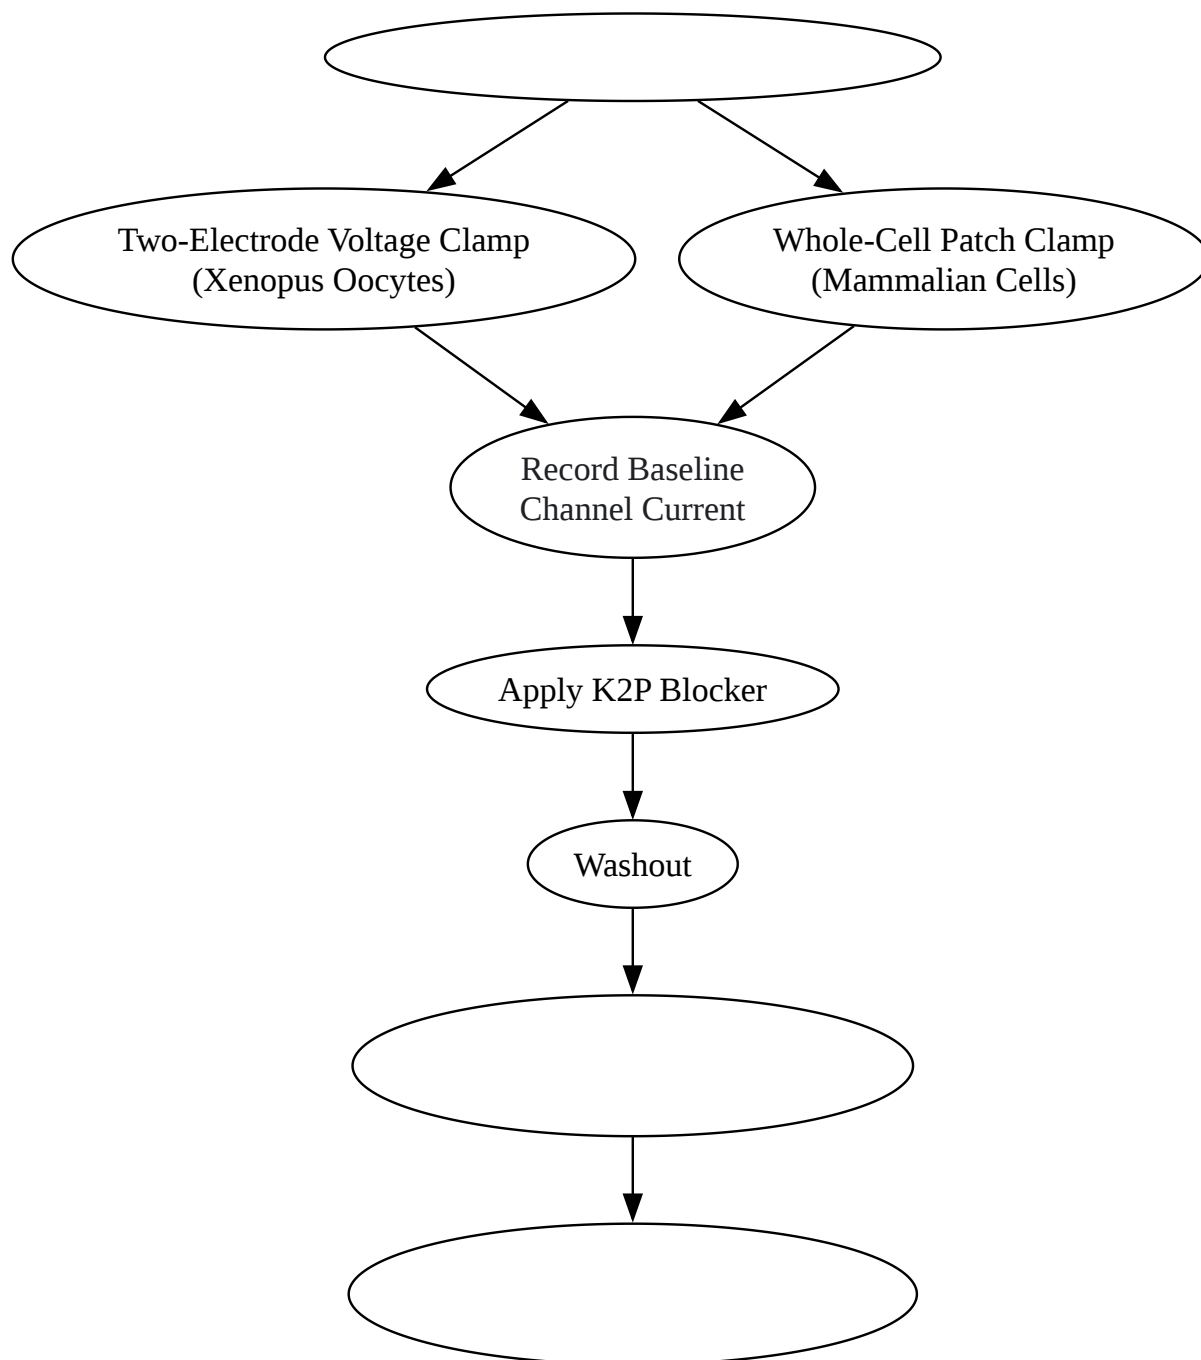 Two-Electrode Voltage Clamp
(Xenopus Oocytes)
Whole-Cell Patch Clamp
(Mammalian Cells)
Record Baseline
Channel Current
Apply K2P Blocker
Washout